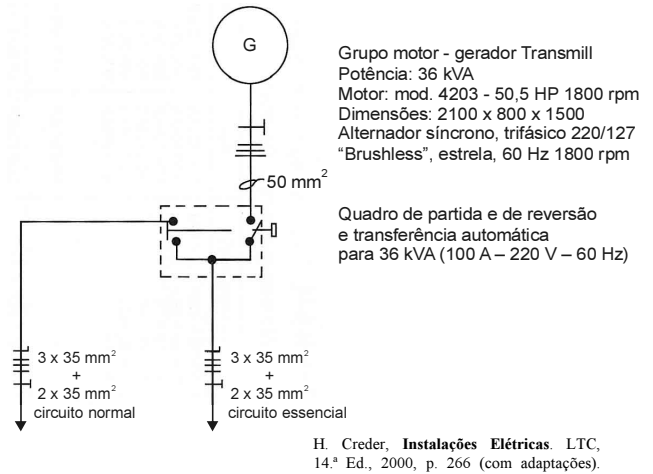 G
Grupo motor - gerador Transmill
Potência: 36 kVA
Motor: mod. 4203 - 50,5 HP 1800 rpm
Dimensões: 2100 x 800 x 1500
Alternador síncrono, trifásico 220/127
“Brushless”, estrela, 60 Hz 1800 rpm
50 mm²
Quadro de partida e de reversão
e transferência automática
para 36 kVA (100 A – 220 V – 60 Hz)
3 x 35 mm²
+
2 x 35 mm²
circuito normal
3 x 35 mm²
+
2 x 35 mm²
circuito essencial
H. Creder, Instalações Elétricas. LTC,
14.ª Ed., 2000, p. 266 (com adaptações).